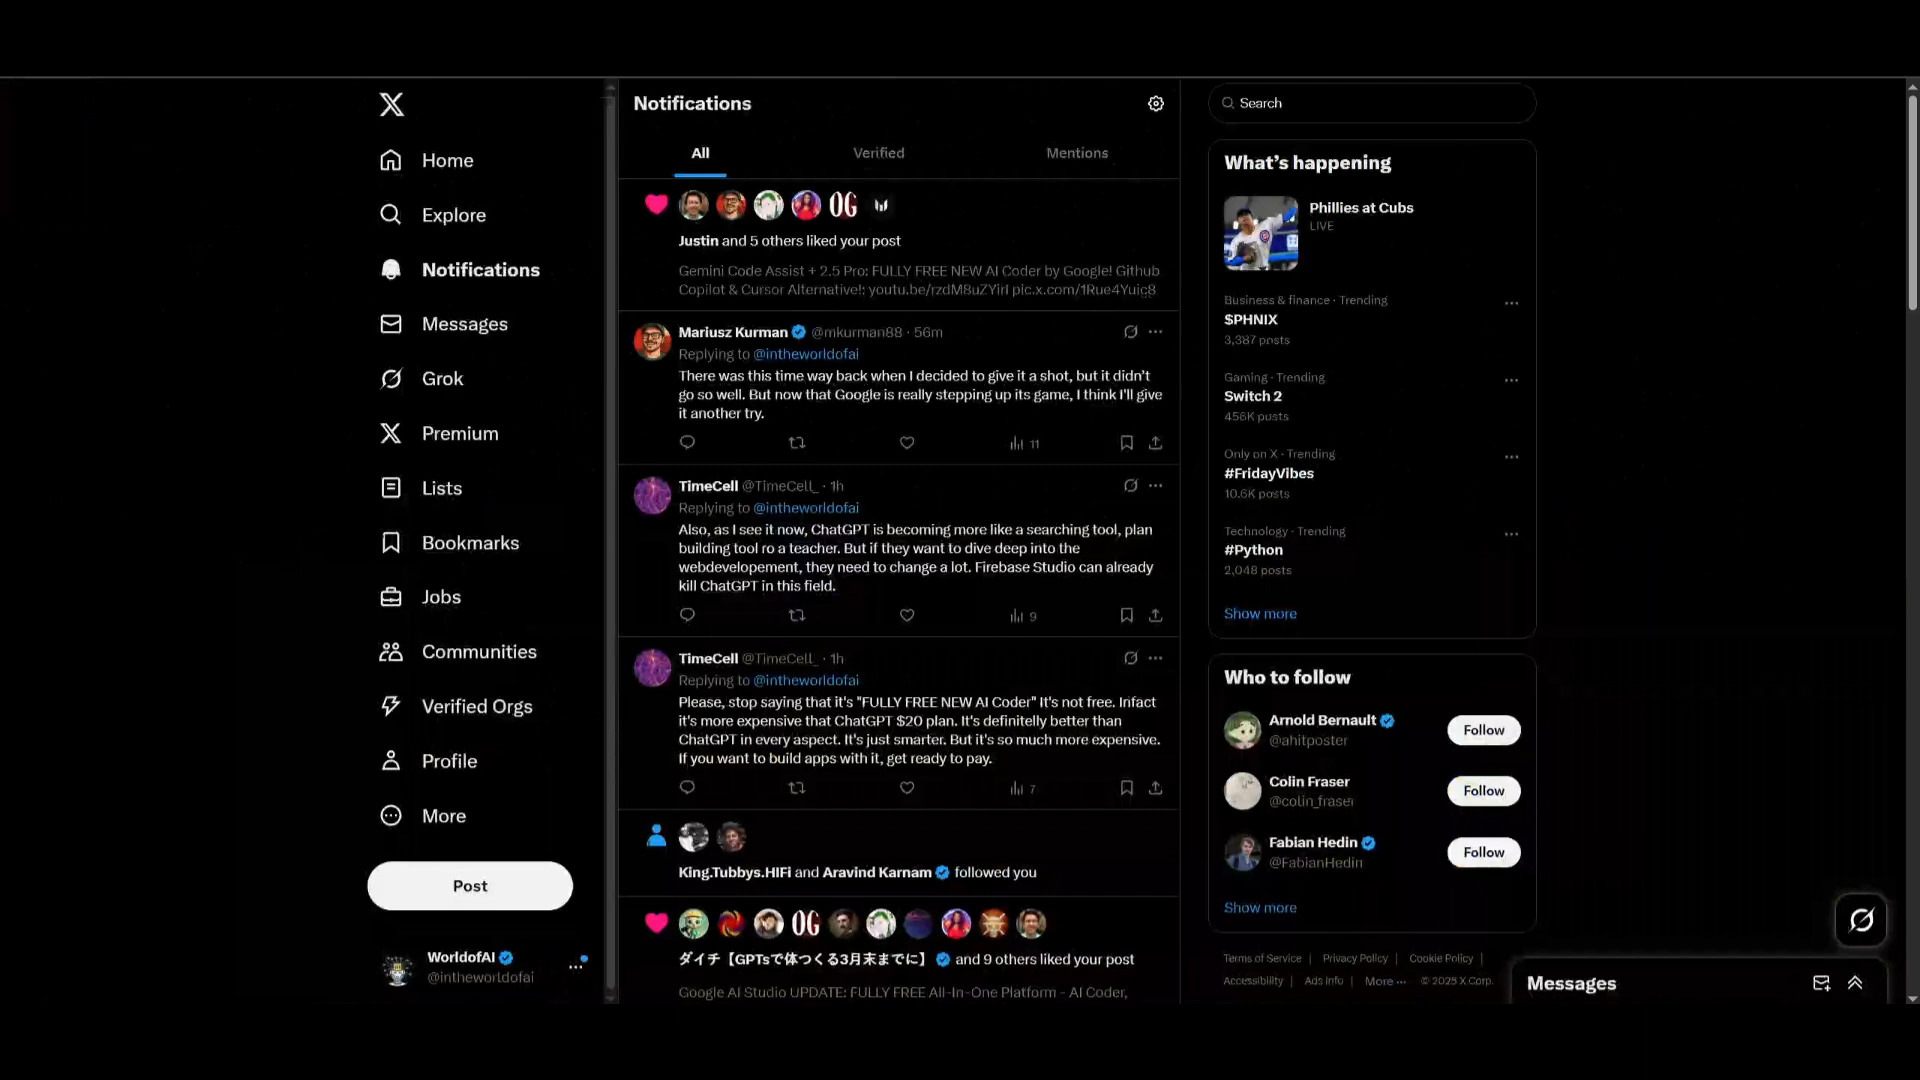 Home
Explore
Notifications
Messages
Grok
Premium
Lists
Bookmarks
Jobs
Communities
Verified Orgs
Profile
More
Post
WorldofAI
@intheworldofai
Notifications
All
Verified
Mentions
OG
Justin and 5 others liked your post
Gemini Code Assist + 2.5 Pro: FULLY FREE NEW AI Coder by Google! Github
Copilot & Cursor Alternative!: youtu.be/rzdM8uZYirI pic.x.com/1Rue4Yuic8
Mariusz Kurman @mkurman88 · 56m
Replying to @intheworldofai
There was this time way back when I decided to give it a shot, but it didn't
go so well. But now that Google is really stepping up its game, I think I'll give
it another try.
11
TimeCell @TimeCell_ · 1h
Replying to @intheworldofai
Also, as I see it now, ChatGPT is becoming more like a searching tool, plan
building tool ro a teacher. But if they want to dive deep into the
webdevelopement, they need to change a lot. Firebase Studio can already
kill ChatGPT in this field.
9
TimeCell @TimeCell_ · 1h
Replying to @intheworldofai
Please, stop saying that it's "FULLY FREE NEW AI Coder" It's not free. Infact
it's more expensive that ChatGPT $20 plan. It's definitelly better than
ChatGPT in every aspect. It's just smarter. But it's so much more expensive.
If you want to build apps with it, get ready to pay.
7
King.Tubbys.HIFi and Aravind Karnam followed you
OG
ダイチ【GPTsで体つくる3月末までに】 and 9 others liked your post
Google AI Studio UPDATE: FULLY FREE All-In-One Platform - AI Coder,
Search
What's happening
Phillies at Cubs
LIVE
Business & finance · Trending
$PHNIX
3,387 posts
Gaming · Trending
Switch 2
456K posts
Only on X · Trending
#FridayVibes
10.6K posts
Technology · Trending
#Python
2,048 posts
Show more
Who to follow
Arnold Bernault
@ahitposter
Follow
Colin Fraser
@colin_fraser
Follow
Fabian Hedin
@FabianHedin
Follow
Show more
Terms of Service | Privacy Policy | Cookie Policy |
Accessibility | Ads info | More ··· © 2025 X Corp.
Messages